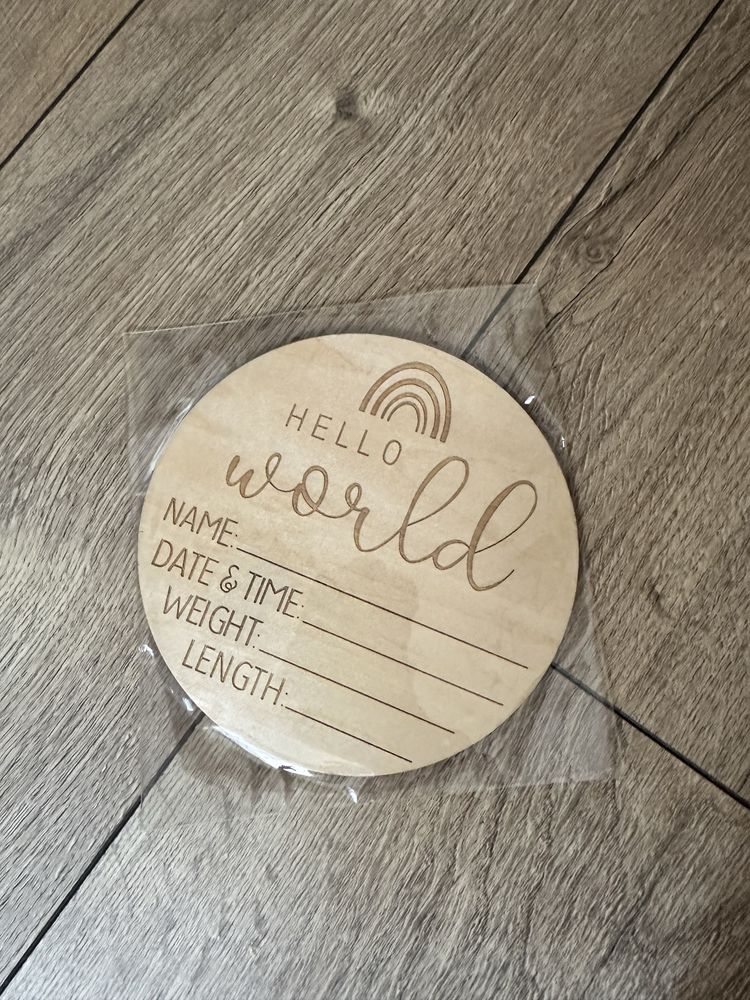 HELLO
world
NAME:
DATE & TIME:
WEIGHT:
LENGTH: